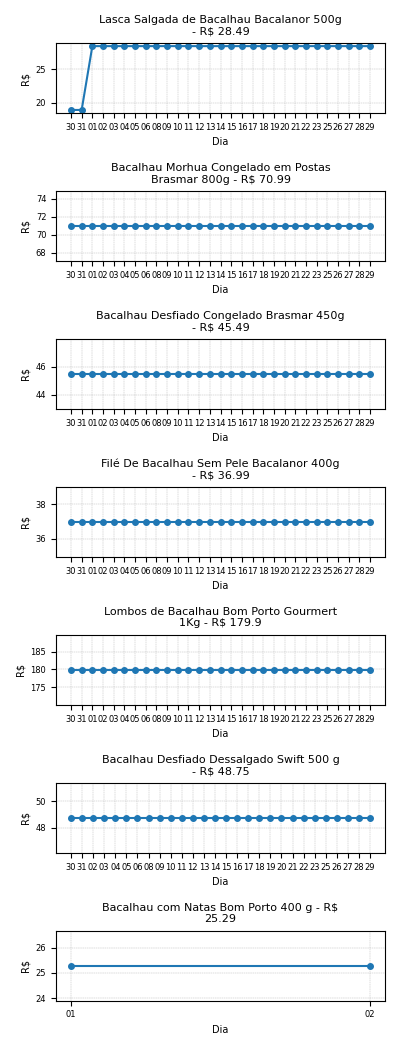 Lasca Salgada de Bacalhau Bacalanor 500g
- R$ 28.49
R$
25
20
30 31 01 02 03 04 05 06 08 09 10 11 12 13 14 15 16 17 18 19 20 21 22 23 25 26 27 28 29
Dia
Bacalhau Morhua Congelado em Postas
Brasmar 800g - R$ 70.99
R$
74
72
70
68
30 31 01 02 03 04 05 06 08 09 10 11 12 13 14 15 16 17 18 19 20 21 22 23 25 26 27 28 29
Dia
Bacalhau Desfiado Congelado Brasmar 450g
- R$ 45.49
R$
46
44
30 31 01 02 03 04 05 06 08 09 10 11 12 13 14 15 16 17 18 19 20 21 22 23 25 26 27 28 29
Dia
Filé De Bacalhau Sem Pele Bacalanor 400g
- R$ 36.99
R$
38
36
30 31 01 02 03 04 05 06 08 09 10 11 12 13 14 15 16 17 18 19 20 21 22 23 25 26 27 28 29
Dia
Lombos de Bacalhau Bom Porto Gourmert
1Kg - R$ 179.9
R$
185
180
175
30 31 01 02 03 04 05 06 08 09 10 11 12 13 14 15 16 17 18 19 20 21 22 23 25 26 27 28 29
Dia
Bacalhau Desfiado Dessalgado Swift 500 g
- R$ 48.75
R$
50
48
30 31 02 03 04 05 06 08 09 10 11 12 13 14 15 16 17 18 19 20 21 22 23 25 26 27 28 29
Dia
Bacalhau com Natas Bom Porto 400 g - R$
25.29
R$
26
25
24
01 02
Dia